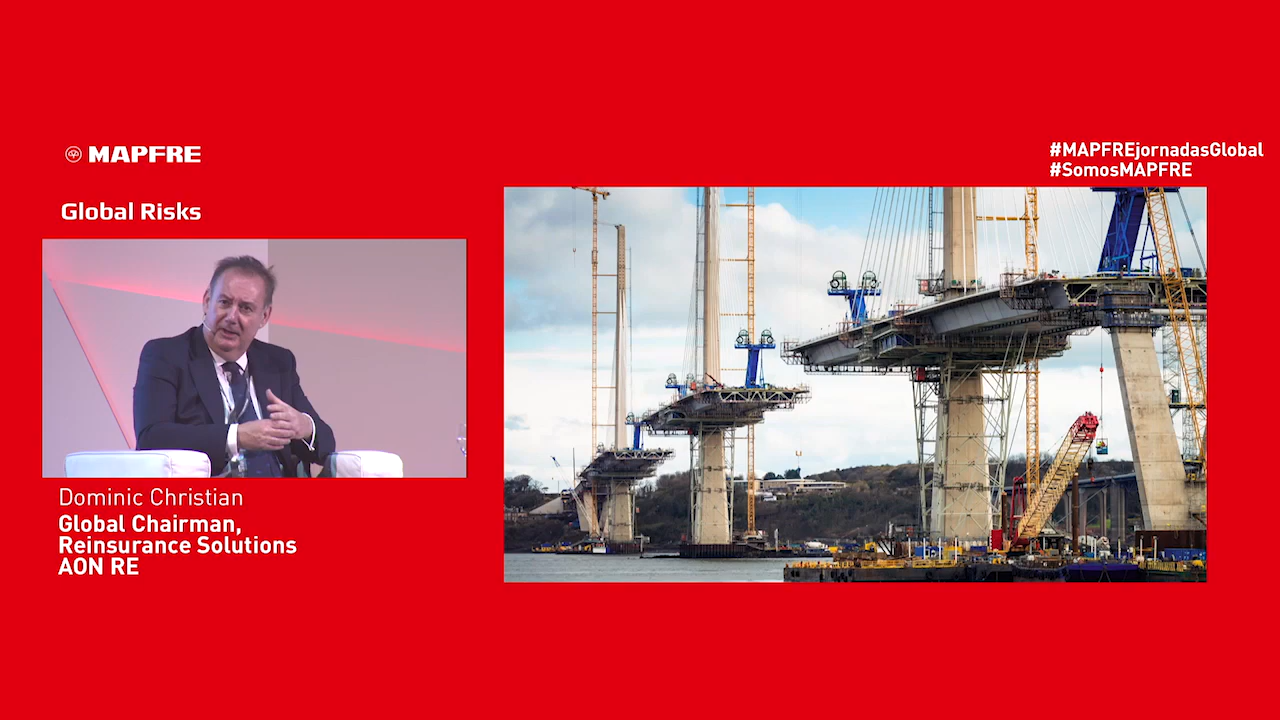 MAPFRE
#MAPFREjornadasGlobal
#SomosMAPFRE
Global Risks
Dominic Christian
Global Chairman,
Reinsurance Solutions
AON RE